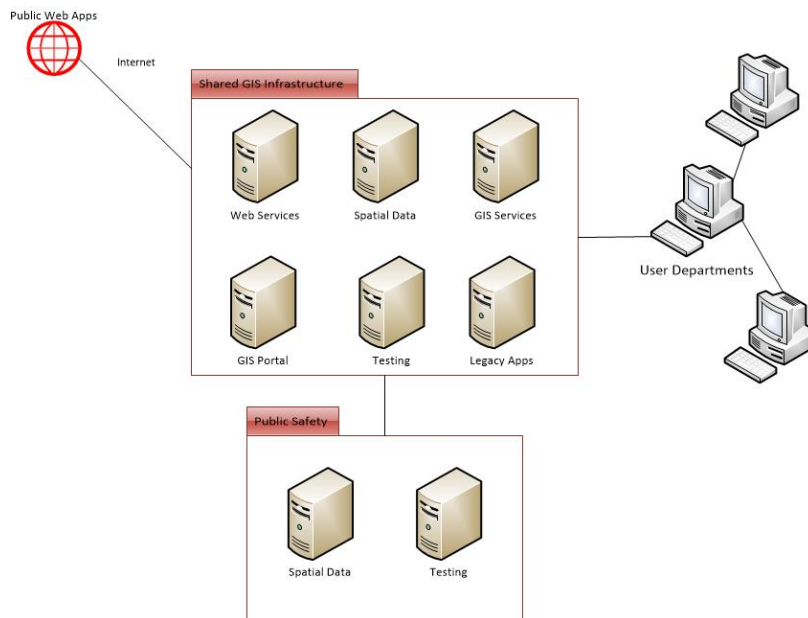 Public Web Apps
Internet
Shared GIS Infrastructure
Web Services
Spatial Data
GIS Services
User Departments
GIS Portal
Testing
Legacy Apps
Public Safety
Spatial Data
Testing